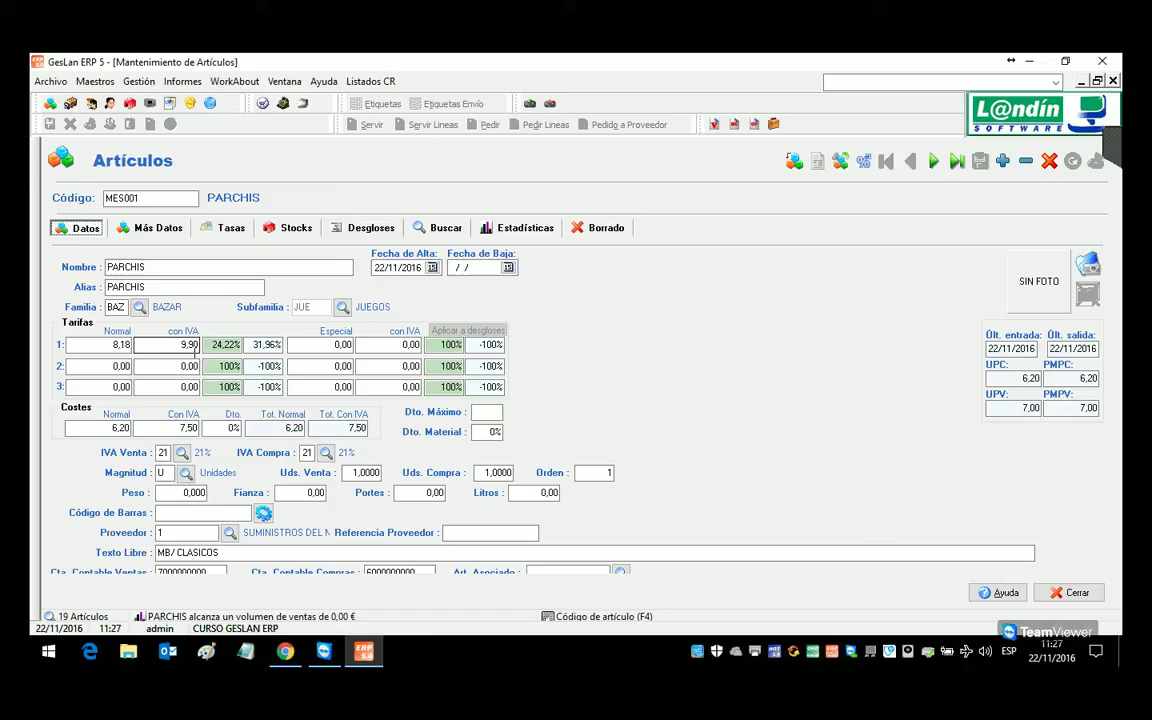 GesLan ERP 5 - [Mantenimiento de Artículos]
Archivo Maestros Gestión Informes WorkAbout Ventana Ayuda Listados CR
Etiquetas Etiquetas Envío
Servir Servir Lineas Pedir Pedir Lineas Pedido a Proveedor
L@ndín
SOFTWARE
Artículos
Código: MES001 PARCHIS
Datos Más Datos Tasas Stocks Desgloses Buscar Estadísticas Borrado
Fecha de Alta: Fecha de Baja:
Nombre : PARCHIS 22/11/2016 / /
Alias : PARCHIS
SIN FOTO
Familia : BAZ BAZAR Subfamilia : JUE JUEGOS
Tarifas
Normal con IVA Especial con IVA Aplicar a desgloses
1: 8,18 9,90 24,22% 31,96% 0,00 0,00 100% -100%
2: 0,00 0,00 100% -100% 0,00 0,00 100% -100%
3: 0,00 0,00 100% -100% 0,00 0,00 100% -100%
Últ. entrada: Últ. salida:
22/11/2016 22/11/2016
UPC: PMPC:
6,20 6,20
UPV: PMPV:
7,00 7,00
Costes
Normal Con IVA Dto. Tot. Normal Tot. Con IVA
6,20 7,50 0% 6,20 7,50
Dto. Máximo :
Dto. Material : 0%
IVA Venta : 21 21% IVA Compra : 21 21%
Magnitud : U Unidades Uds. Venta : 1,0000 Uds. Compra : 1,0000 Orden : 1
Peso : 0,000 Fianza : 0,00 Portes : 0,00 Litros : 0,00
Código de Barras :
Proveedor : 1 SUMINISTROS DEL N Referencia Proveedor :
Texto Libre : MB/ CLASICOS
Cta. Contable Ventas : 7000000000 Cta. Contable Compras : 6000000000 Art. Asociado :
Ayuda Cerrar
19 Artículos PARCHIS alcanza un volumen de ventas de 0,00 € Código de artículo (F4)
22/11/2016 11:27 admin CURSO GESLAN ERP
TeamViewer
ESP 11:27
22/11/2016